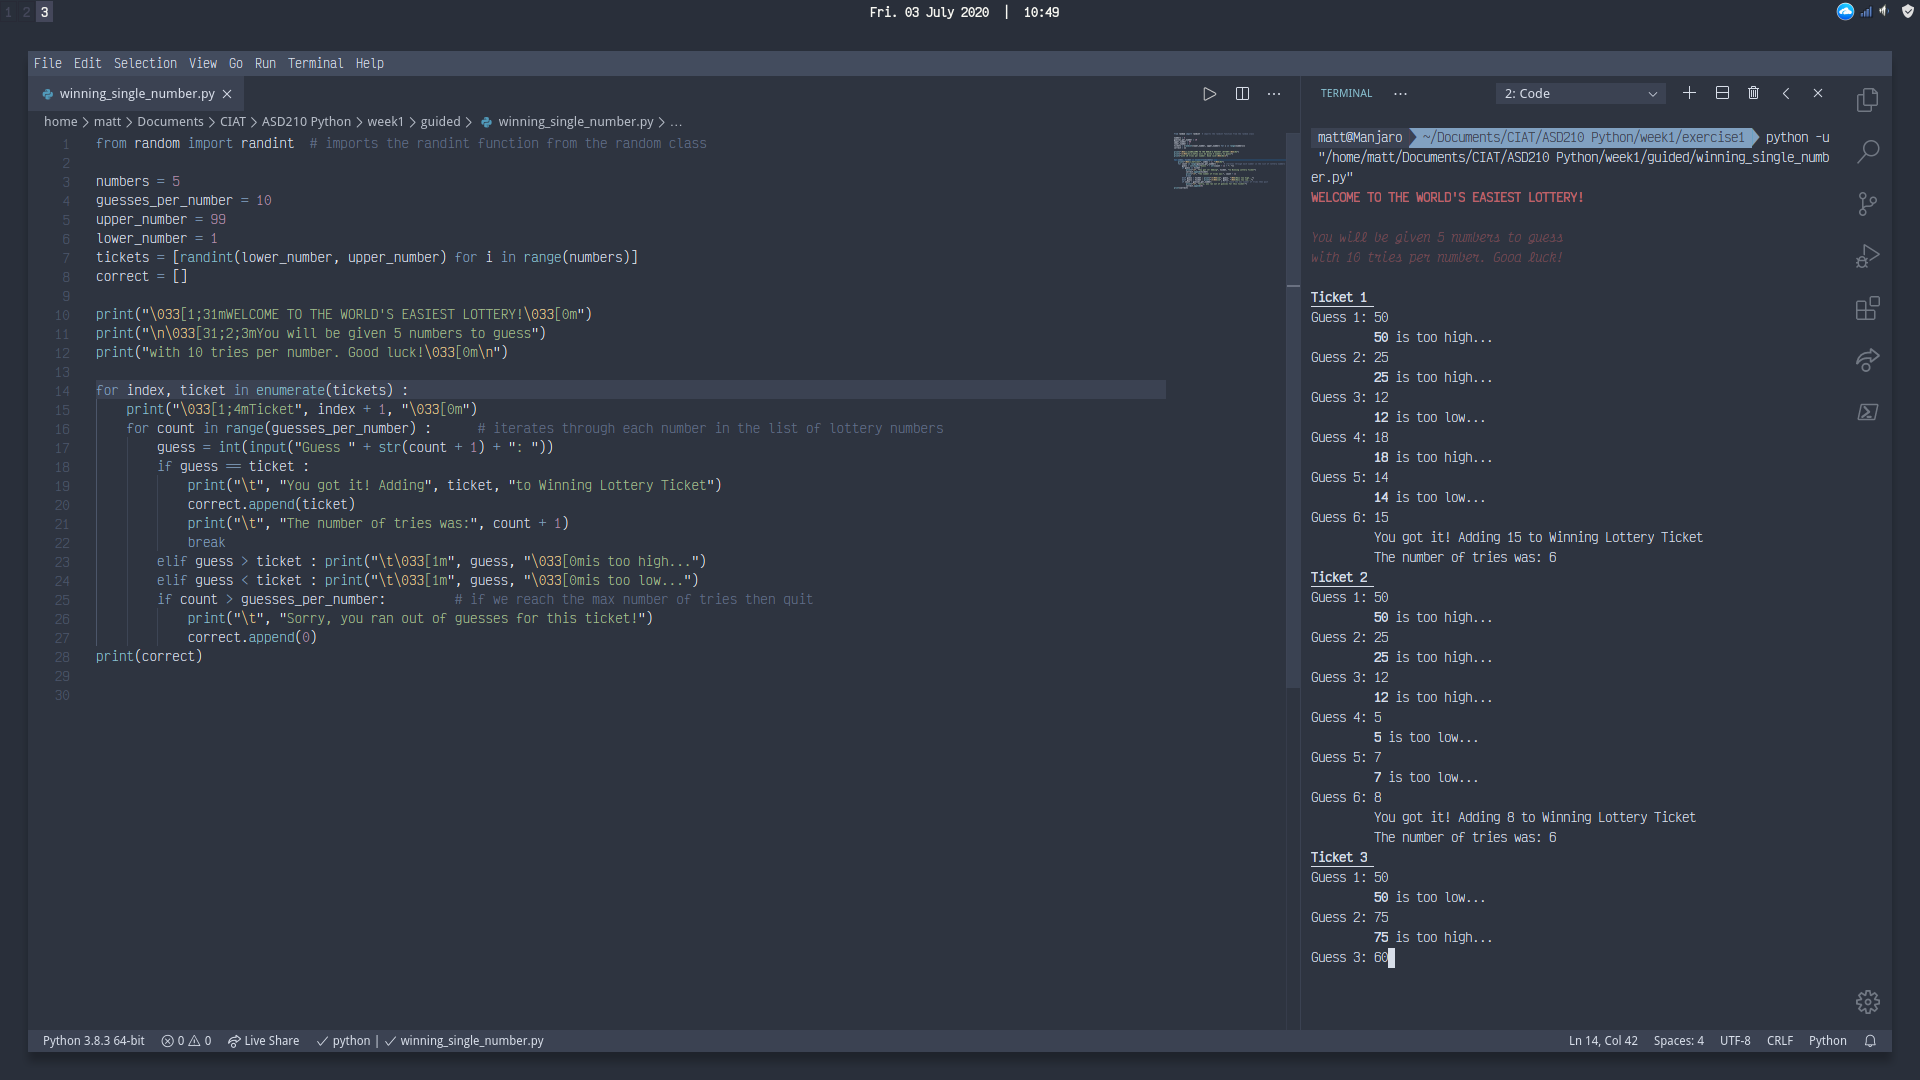 1 2 3
Fri. 03 July 2020 | 10:49
File Edit Selection View Go Run Terminal Help
winning_single_number.py
home > matt > Documents > CIAT > ASD210 Python > week1 > guided > winning_single_number.py > ...
1 from random import randint  # imports the randint function from the random class
2
3 numbers = 5
4 guesses_per_number = 10
5 upper_number = 99
6 lower_number = 1
7 tickets = [randint(lower_number, upper_number) for i in range(numbers)]
8 correct = []
9
10 print("\033[1;31mWELCOME TO THE WORLD'S EASIEST LOTTERY!\033[0m")
11 print("\n\033[31;2;3mYou will be given 5 numbers to guess")
12 print("with 10 tries per number. Good luck!\033[0m\n")
13
14 for index, ticket in enumerate(tickets) :
15     print("\033[1;4mTicket", index + 1, "\033[0m")
16     for count in range(guesses_per_number) :      # iterates through each number in the list of lottery numbers
17         guess = int(input("Guess " + str(count + 1) + ": "))
18         if guess == ticket :
19             print("\t", "You got it! Adding", ticket, "to Winning Lottery Ticket")
20             correct.append(ticket)
21             print("\t", "The number of tries was:", count + 1)
22             break
23         elif guess > ticket : print("\t\033[1m", guess, "\033[0mis too high...")
24         elif guess < ticket : print("\t\033[1m", guess, "\033[0mis too low...")
25         if count > guesses_per_number:         # if we reach the max number of tries then quit
26             print("\t", "Sorry, you ran out of guesses for this ticket!")
27             correct.append(0)
28 print(correct)
29
30
TERMINAL ... 2: Code
matt@Manjaro ~/Documents/CIAT/ASD210 Python/week1/exercise1 python -u
"/home/matt/Documents/CIAT/ASD210 Python/week1/guided/winning_single_numb
er.py"
WELCOME TO THE WORLD'S EASIEST LOTTERY!
You will be given 5 numbers to guess
with 10 tries per number. Good luck!
Ticket 1
Guess 1: 50
50 is too high...
Guess 2: 25
25 is too high...
Guess 3: 12
12 is too low...
Guess 4: 18
18 is too high...
Guess 5: 14
14 is too low...
Guess 6: 15
You got it! Adding 15 to Winning Lottery Ticket
The number of tries was: 6
Ticket 2
Guess 1: 50
50 is too high...
Guess 2: 25
25 is too high...
Guess 3: 12
12 is too high...
Guess 4: 5
5 is too low...
Guess 5: 7
7 is too low...
Guess 6: 8
You got it! Adding 8 to Winning Lottery Ticket
The number of tries was: 6
Ticket 3
Guess 1: 50
50 is too low...
Guess 2: 75
75 is too high...
Guess 3: 60
Python 3.8.3 64-bit 0 0 Live Share ✓ python | ✓ winning_single_number.py
Ln 14, Col 42 Spaces: 4 UTF-8 CRLF Python